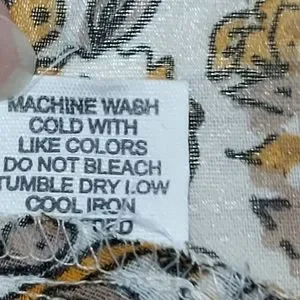 MACHINE WASH
COLD WITH
LIKE COLORS
DO NOT BLEACH
TUMBLE DRY LOW
COOL IRON